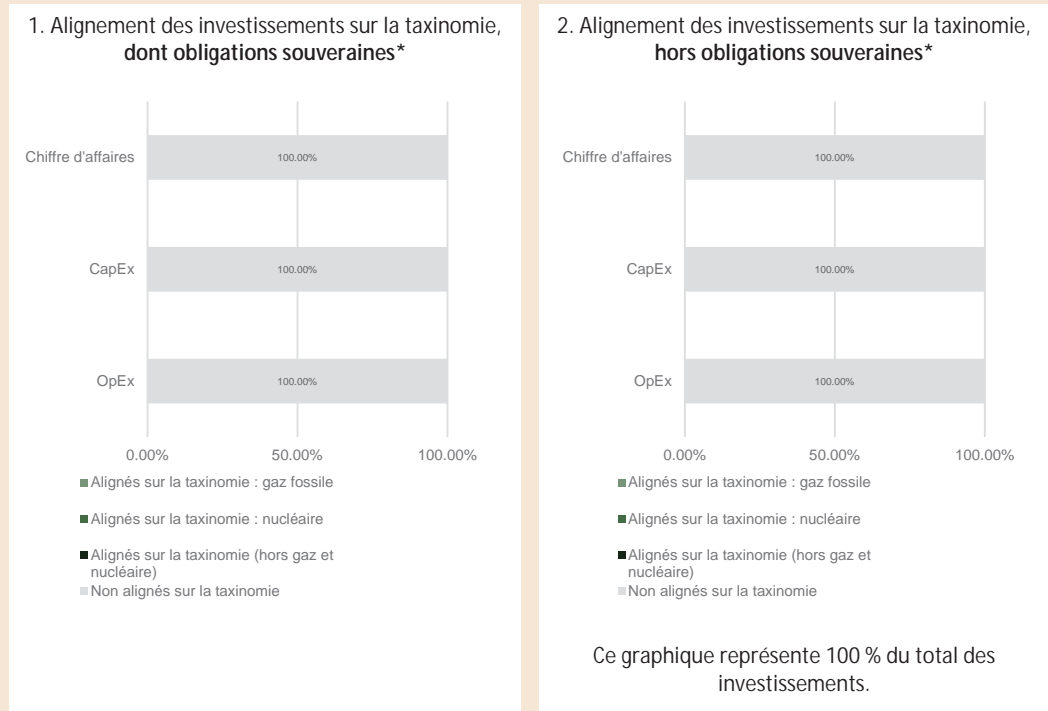 1. Alignement des investissements sur la taxinomie,
dont obligations souveraines*
Chiffre d'affaires
100.00%
CapEx
100.00%
OpEx
100.00%
0.00%
50.00%
100.00%
Alignés sur la taxinomie : gaz fossile
Alignés sur la taxinomie : nucléaire
Alignés sur la taxinomie (hors gaz et
nucléaire)
Non alignés sur la taxinomie
2. Alignement des investissements sur la taxinomie,
hors obligations souveraines*
Chiffre d'affaires
100.00%
CapEx
100.00%
OpEx
100.00%
0.00%
50.00%
100.00%
Alignés sur la taxinomie : gaz fossile
Alignés sur la taxinomie : nucléaire
Alignés sur la taxinomie (hors gaz et
nucléaire)
Non alignés sur la taxinomie
Ce graphique représente 100 % du total des
investissements.